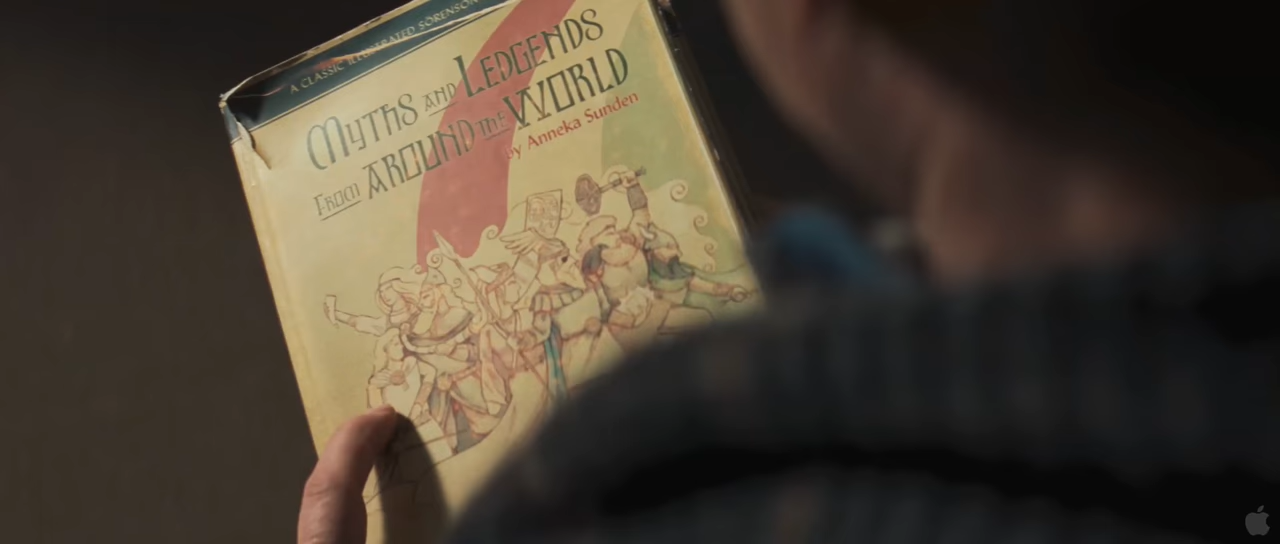 A CLASSIC ILLUSTRATED SORENSON
MYTHS AND LEDGENDS
FROM AROUND THE WORLD
by Anneka Sunden